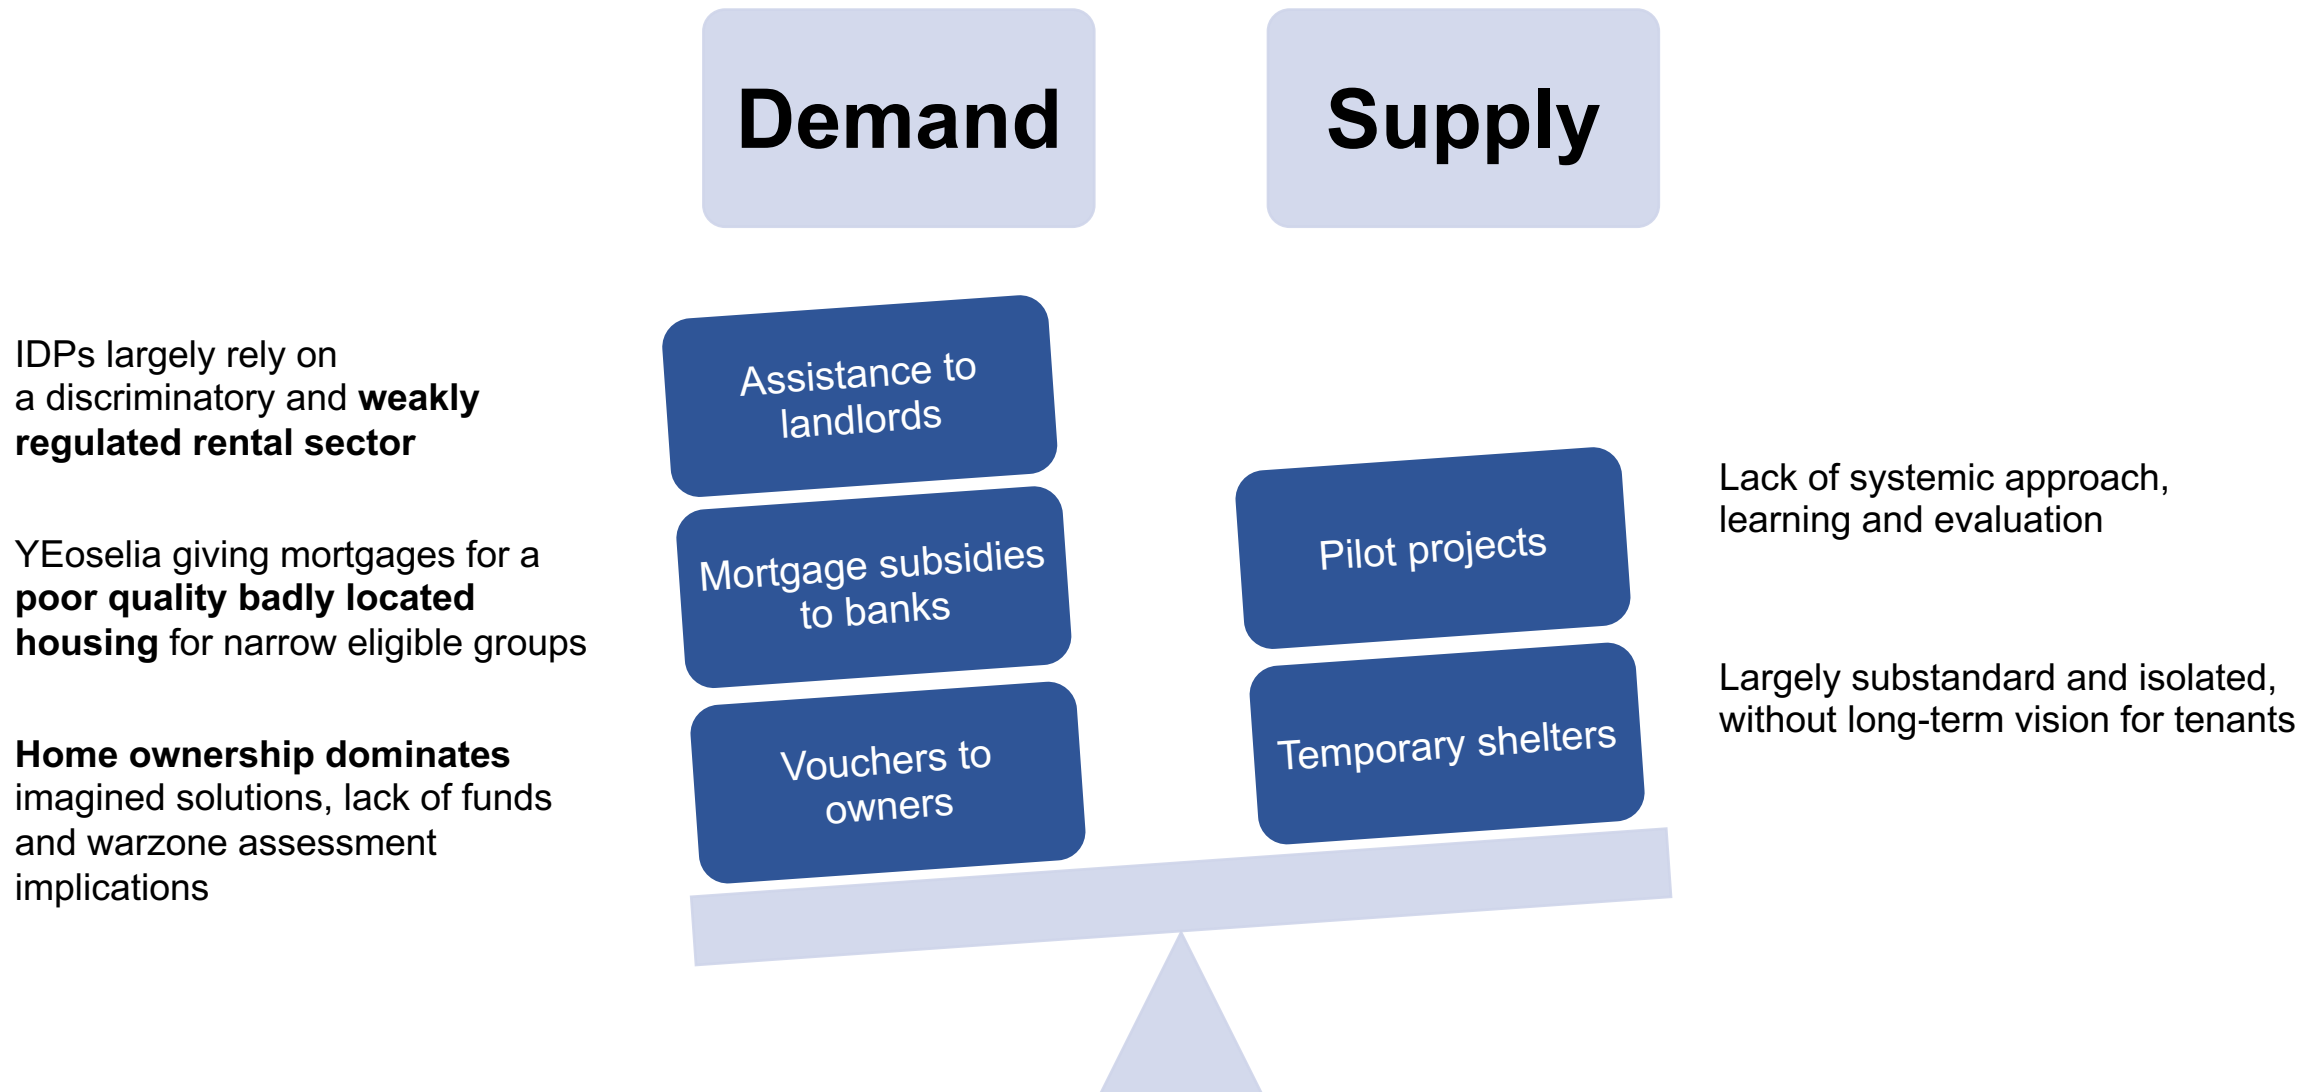 Demand
Supply
IDPs largely rely on
a discriminatory and weakly
regulated rental sector
YEoselia giving mortgages for a
poor quality badly located
housing for narrow eligible groups
Home ownership dominates
imagined solutions, lack of funds
and warzone assessment
implications
Assistance to
landlords
Mortgage subsidies
to banks
Vouchers to
owners
Pilot projects
Temporary shelters
Lack of systemic approach,
learning and evaluation
Largely substandard and isolated,
without long-term vision for tenants